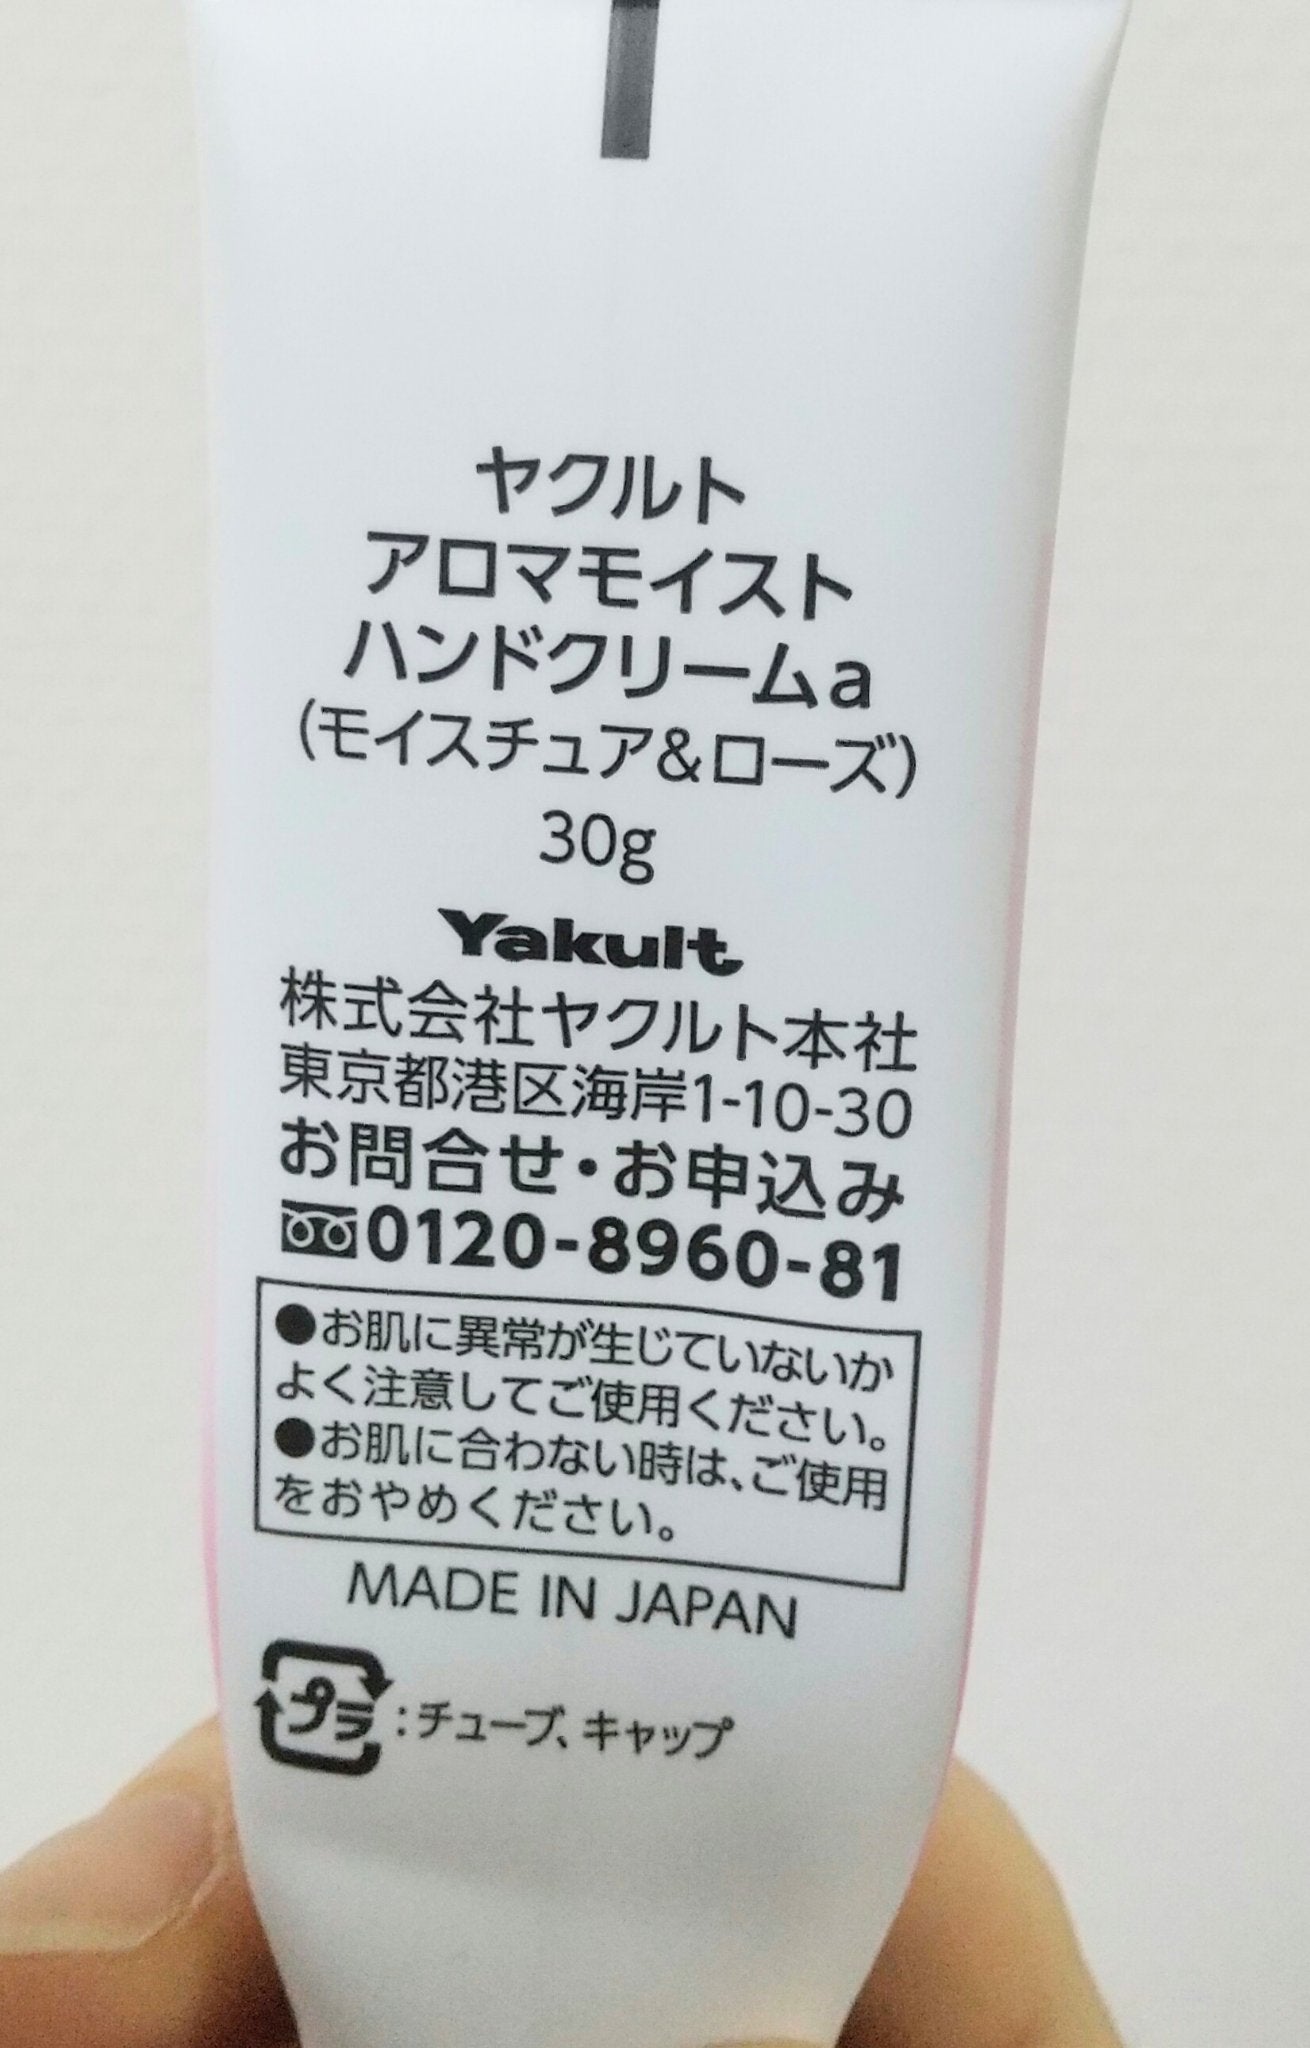 ヤクルト
アロマモイスト
ハンドクリームa
(モイスチュア&ローズ)
30g
Yakult
株式会社ヤクルト本社
東京都港区海岸1-10-30
お問合せ・お申込み
0120-8960-81
●お肌に異常が生じていないか
よく注意してご使用ください。
●お肌に合わない時は、ご使用
をおやめください。
MADE IN JAPAN
プラ:チューブ、キャップ